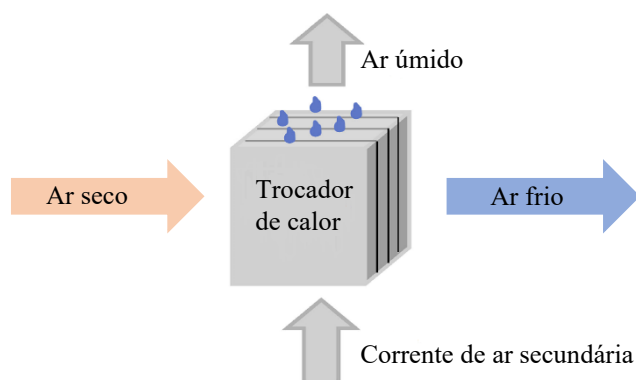 Ar úmido
Ar seco
Trocador
de calor
Ar frio
Corrente de ar secundária